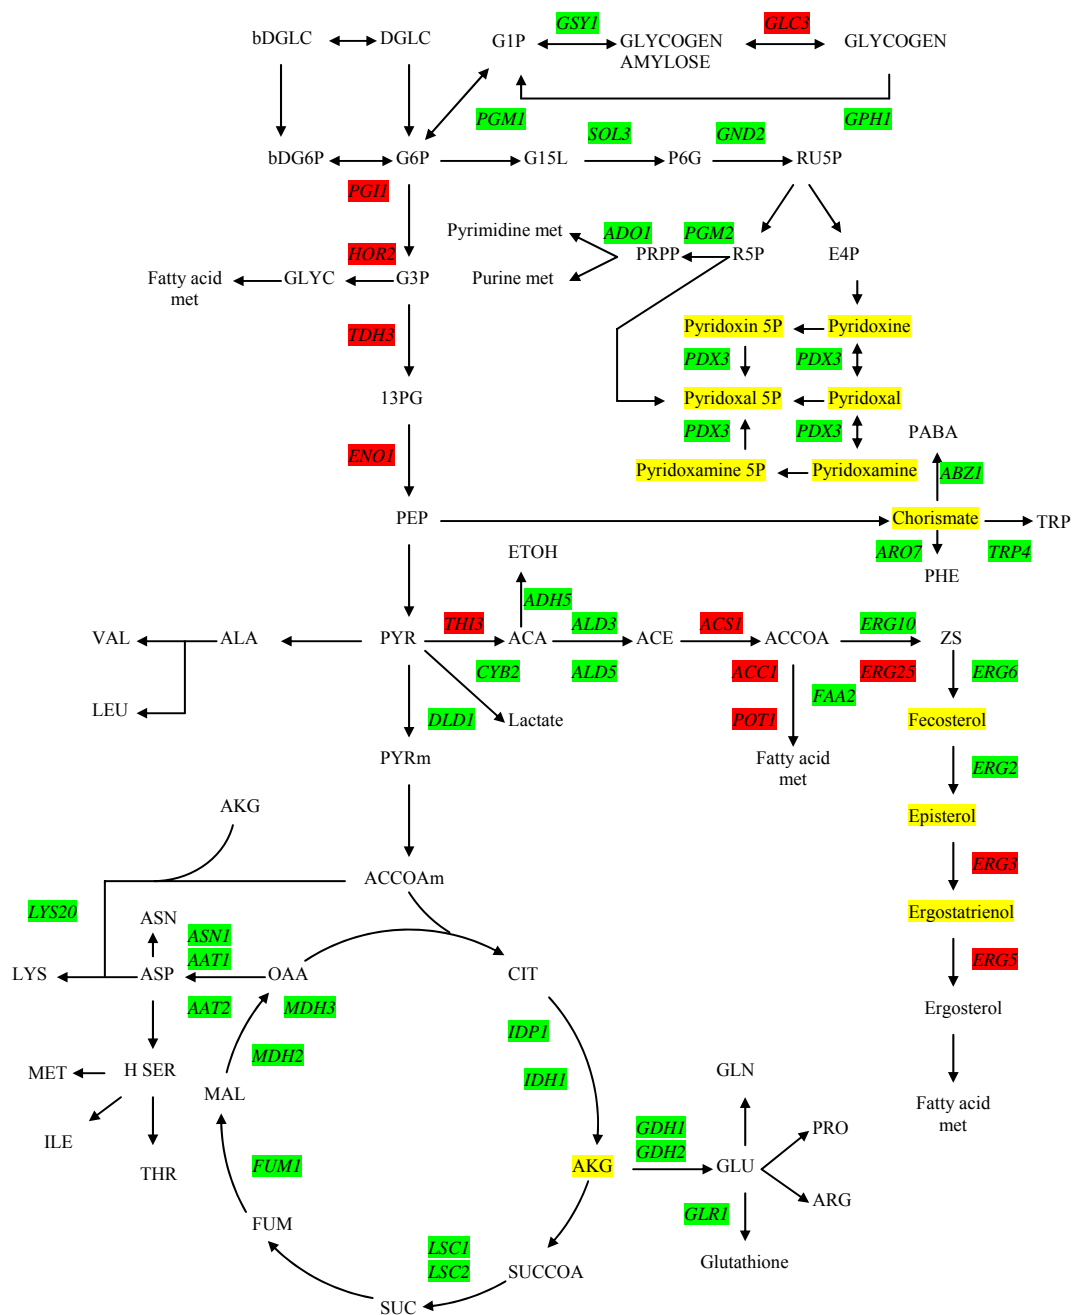 GSY1
GLC3
bDGLC
DGLC
G1P
GLYCOGEN
AMYLOSE
GLYCOGEN
PGM1
SOL3
GND2
GPH1
bDG6P
G6P
G15L
P6G
RU5P
PGI1
Pyrimidine met
ADO1
PGM2
HOR2
PRPP
R5P
E4P
Fatty acid
met
GLYC
G3P
Purine met
TDH3
Pyridoxin 5P
Pyridoxine
PDX3
PDX3
13PG
Pyridoxal 5P
Pyridoxal
PDX3
PDX3
PABA
ENO1
Pyridoxamine 5P
Pyridoxamine
ABZ1
PEP
Chorismate
TRP
ETOH
ARO7
TRP4
PHE
ADH5
VAL
ALA
PYR
THI3
ACA
ALD3
ACE
ACS1
ACCOA
ERG10
ZS
CYB2
ALD5
ACC1
ERG25
ERG6
FAA2
LEU
DLD1
Lactate
POT1
Fecosterol
PYRm
Fatty acid
met
ERG2
AKG
Episterol
ERG3
ACCOAm
LYS20
ASN
ASN1
Ergostatrienol
AAT1
LYS
ASP
OAA
CIT
ERG5
AAT2
MDH3
Ergosterol
IDP1
MDH2
MET
H SER
IDH1
GLN
MAL
Fatty acid
met
ILE
GDH1
PRO
GDH2
THR
FUM1
AKG
GLU
ARG
GLR1
FUM
LSC1
Glutathione
LSC2
SUCCOA
SUC